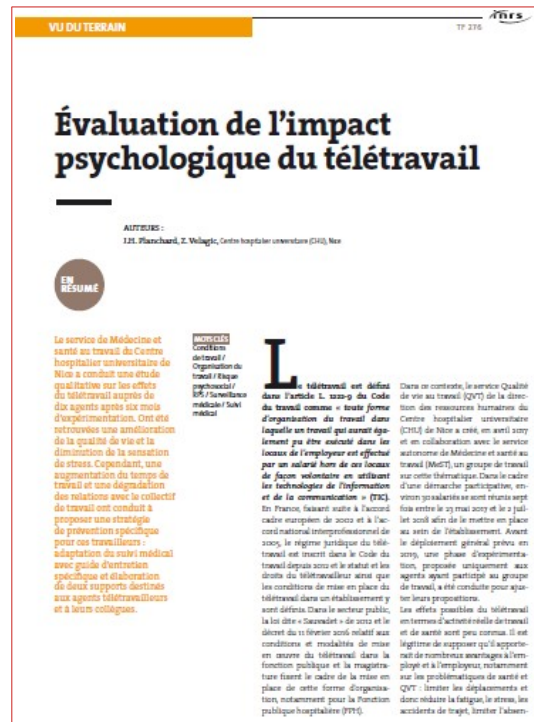 VU DU TERRAIN
TF 276
inrs
Évaluation de l’impact
psychologique du télétravail
AUTEURS :
J.H. Planchard, Z. Velagic, Centre hospitalier universitaire (CHU), Nice
EN
RÉSUMÉ
Le service de Médecine et
santé au travail du Centre
hospitalier universitaire de
Nice a conduit une étude
qualitative sur les effets
du télétravail auprès de
dix agents après six mois
d’expérimentation. Ont été
retrouvées une amélioration
de la qualité de vie et la
diminution de la sensation
de stress. Cependant, une
augmentation du temps de
travail et une dégradation
des relations avec le collectif
de travail ont conduit à
proposer une stratégie
de prévention spécifique
pour ces travailleurs :
adaptation du suivi médical
avec guide d’entretien
spécifique et élaboration
de deux supports destinés
aux agents télétravailleurs
et à leurs collègues.
MOTS CLÉS
Conditions
de travail /
Organisation du
travail / Risque
psychosocial /
RPS / Surveillance
médicale / Suivi
médical
Le télétravail est défini
dans l’article L. 1222-9 du Code
du travail comme « toute forme
d’organisation du travail dans
laquelle un travail qui aurait éga-
lement pu être exécuté dans les
locaux de l’employeur est effectué
par un salarié hors de ces locaux
de façon volontaire en utilisant
les technologies de l’information
et de la communication » (TIC).
En France, faisant suite à l’accord
cadre européen de 2002 et à l’ac-
cord national interprofessionnel de
2005, le régime juridique du télé-
travail est inscrit dans le Code du
travail depuis 2012 et le statut et les
droits du télétravailleur ainsi que
les conditions de mise en place du
télétravail dans un établissement y
sont définis. Dans le secteur public,
la loi dite « Sauvadet » de 2012 et le
décret du 11 février 2016 relatif aux
conditions et modalités de mise
en œuvre du télétravail dans la
fonction publique et la magistra-
ture fixent le cadre de la mise en
place de cette forme d’organisa-
tion, notamment pour la Fonction
publique hospitalière (FPH).
Dans ce contexte, le service Qualité
de vie au travail (QVT) de la direc-
tion des ressources humaines du
Centre hospitalier universitaire
(CHU) de Nice a créé, en avril 2017
et en collaboration avec le service
autonome de Médecine et santé au
travail (MeST), un groupe de travail
sur cette thématique. Dans le cadre
d’une démarche participative, en-
viron 30 salariés se sont réunis sept
fois entre le 23 mai 2017 et le 2 juil-
let 2018 afin de le mettre en place
au sein de l’établissement. Avant
le déploiement général prévu en
2019, une phase d’expérimenta-
tion, proposée uniquement aux
agents ayant participé au groupe
de travail, a été conduite pour ajus-
ter leurs propositions.
Les effets possibles du télétravail
en termes d’activité réelle de travail
et de santé sont peu connus. Il est
légitime de supposer qu’il apporte-
rait de nombreux avantages à l’em-
ployé et à l’employeur, notamment
sur les problématiques de santé et
QVT : limiter les déplacements et
donc réduire la fatigue, le stress, les
accidents de trajet, limiter l’absen-